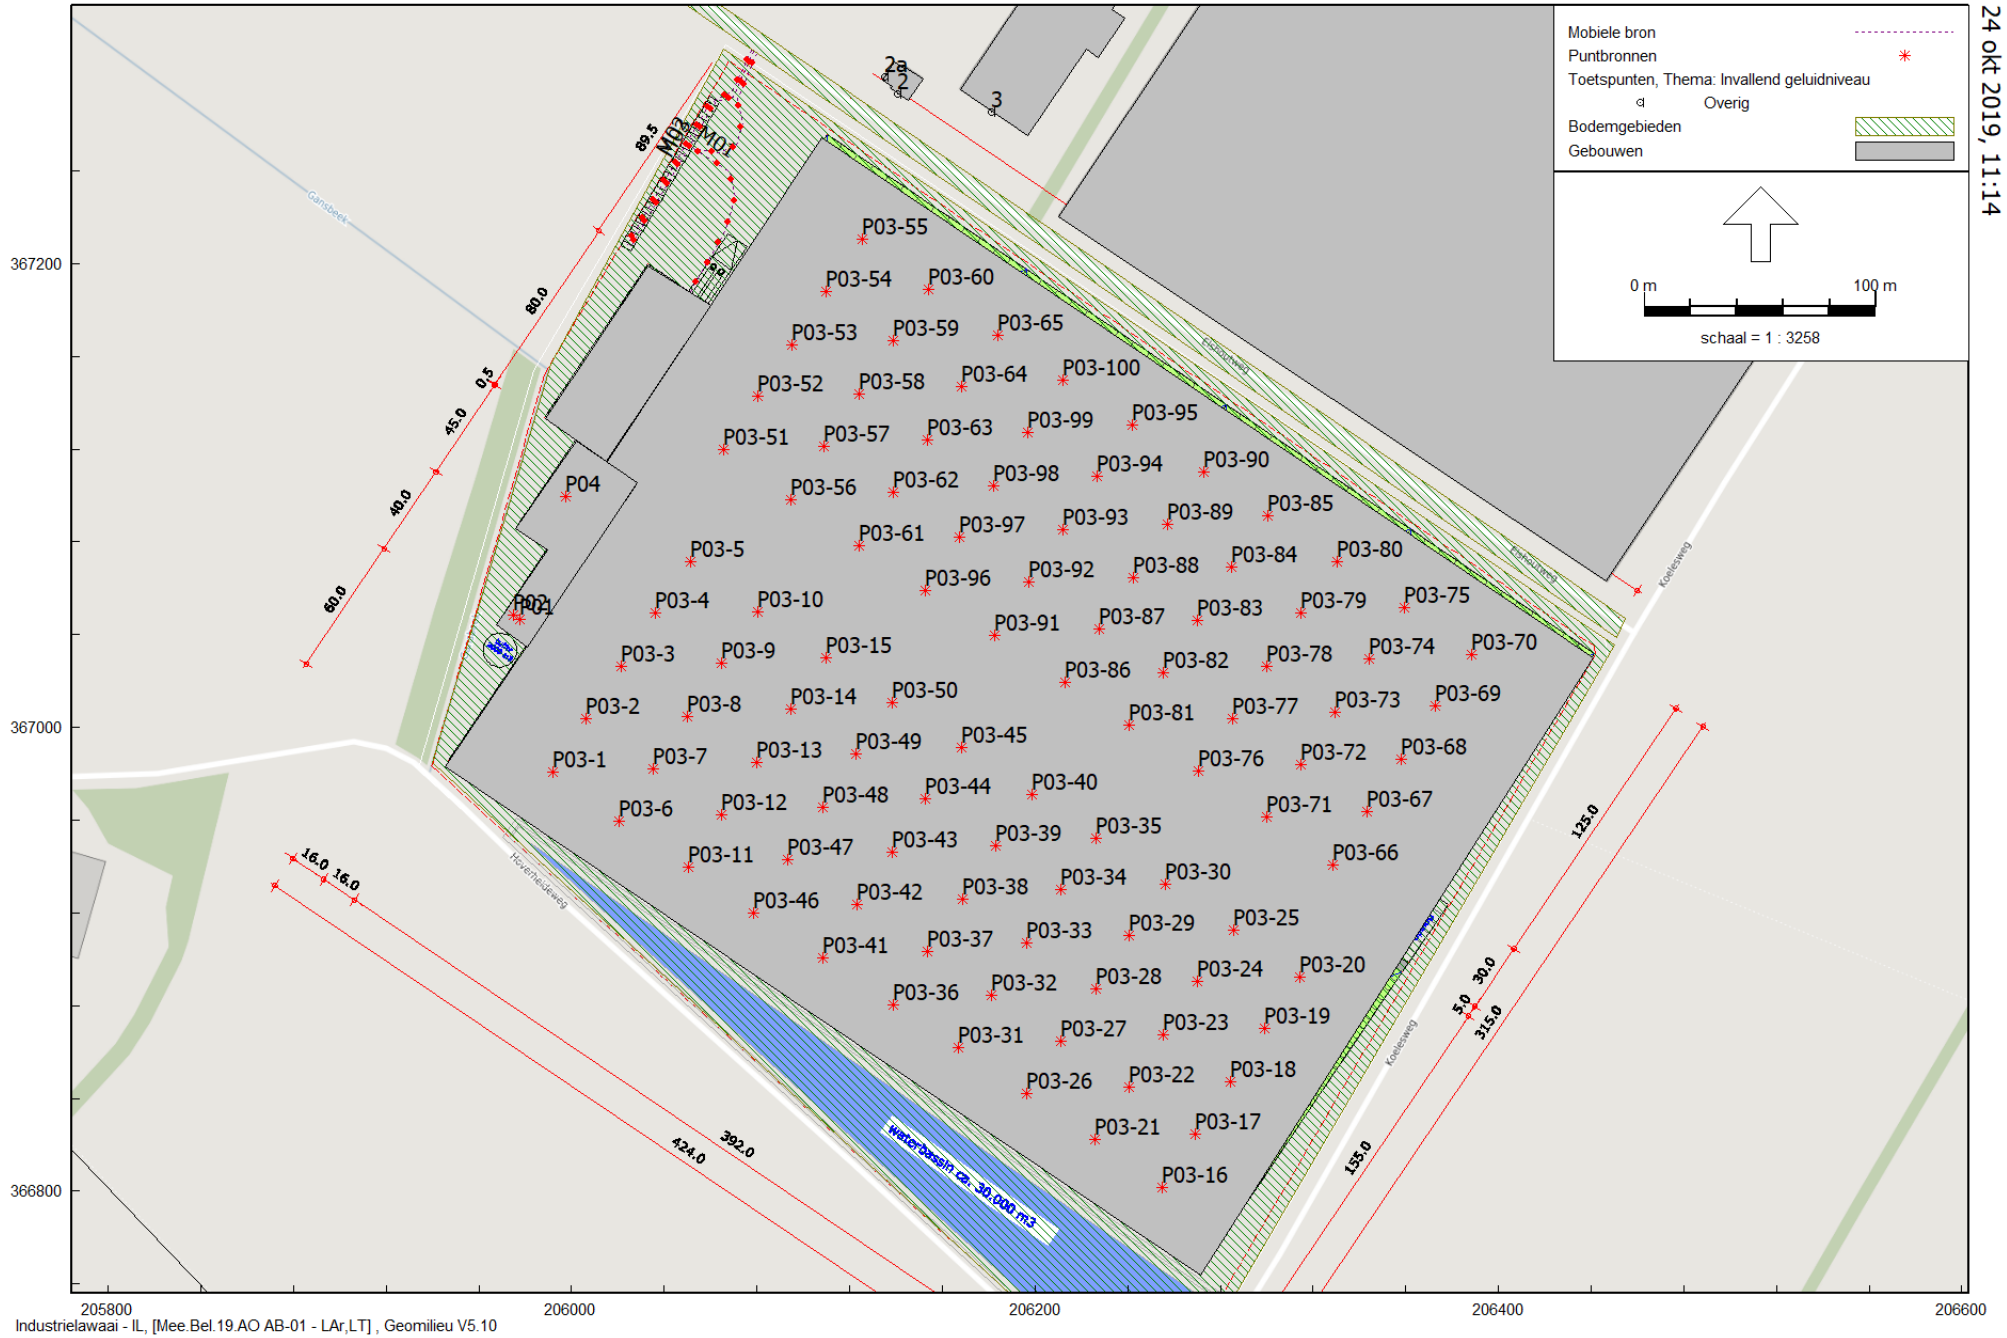 24 okt 2019, 11:14
Mobiele bron
Puntbronnen
Toetspunten, Thema: Invallend geluidniveau
Overig
Bodemgebieden
Gebouwen
0 m 100 m
schaal = 1 : 3258
2a
2
3
89.5
M02
M01
Gansbeek
367200
80.0
0.5
45.0
40.0
60.0
Elshoutweg
Elshoutweg
Koelesweg
P03-55
P03-54
P03-60
P03-53
P03-59
P03-65
P03-52
P03-58
P03-64
P03-100
P03-51
P03-57
P03-63
P03-99
P03-95
P04
P03-56
P03-62
P03-98
P03-94
P03-90
P03-61
P03-97
P03-93
P03-89
P03-85
P03-5
P03-96
P03-92
P03-88
P03-84
P03-80
P02
P01
P03-4
P03-10
P03-91
P03-87
P03-83
P03-79
P03-75
P03-3
P03-9
P03-15
P03-86
P03-82
P03-78
P03-74
P03-70
367000
P03-2
P03-8
P03-14
P03-50
P03-81
P03-77
P03-73
P03-69
P03-1
P03-7
P03-13
P03-49
P03-45
P03-76
P03-72
P03-68
P03-6
P03-12
P03-48
P03-44
P03-40
P03-71
P03-67
125.0
P03-11
P03-47
P03-43
P03-39
P03-35
P03-66
16.0
16.0
Hoverheideweg
P03-46
P03-42
P03-38
P03-34
P03-30
P03-41
P03-37
P03-33
P03-29
P03-25
P03-36
P03-32
P03-28
P03-24
P03-20
30.0
5.0
315.0
P03-31
P03-27
P03-23
P03-19
Koelesweg
P03-26
P03-22
P03-18
P03-21
P03-17
P03-16
392.0
424.0
155.0
waterbassin ca. 30.000 m3
366800
205800 206000 206200 206400 206600
Industrielawaai - IL, [Mee.Bel.19.AO AB-01 - LAr,LT] , Geomilieu V5.10